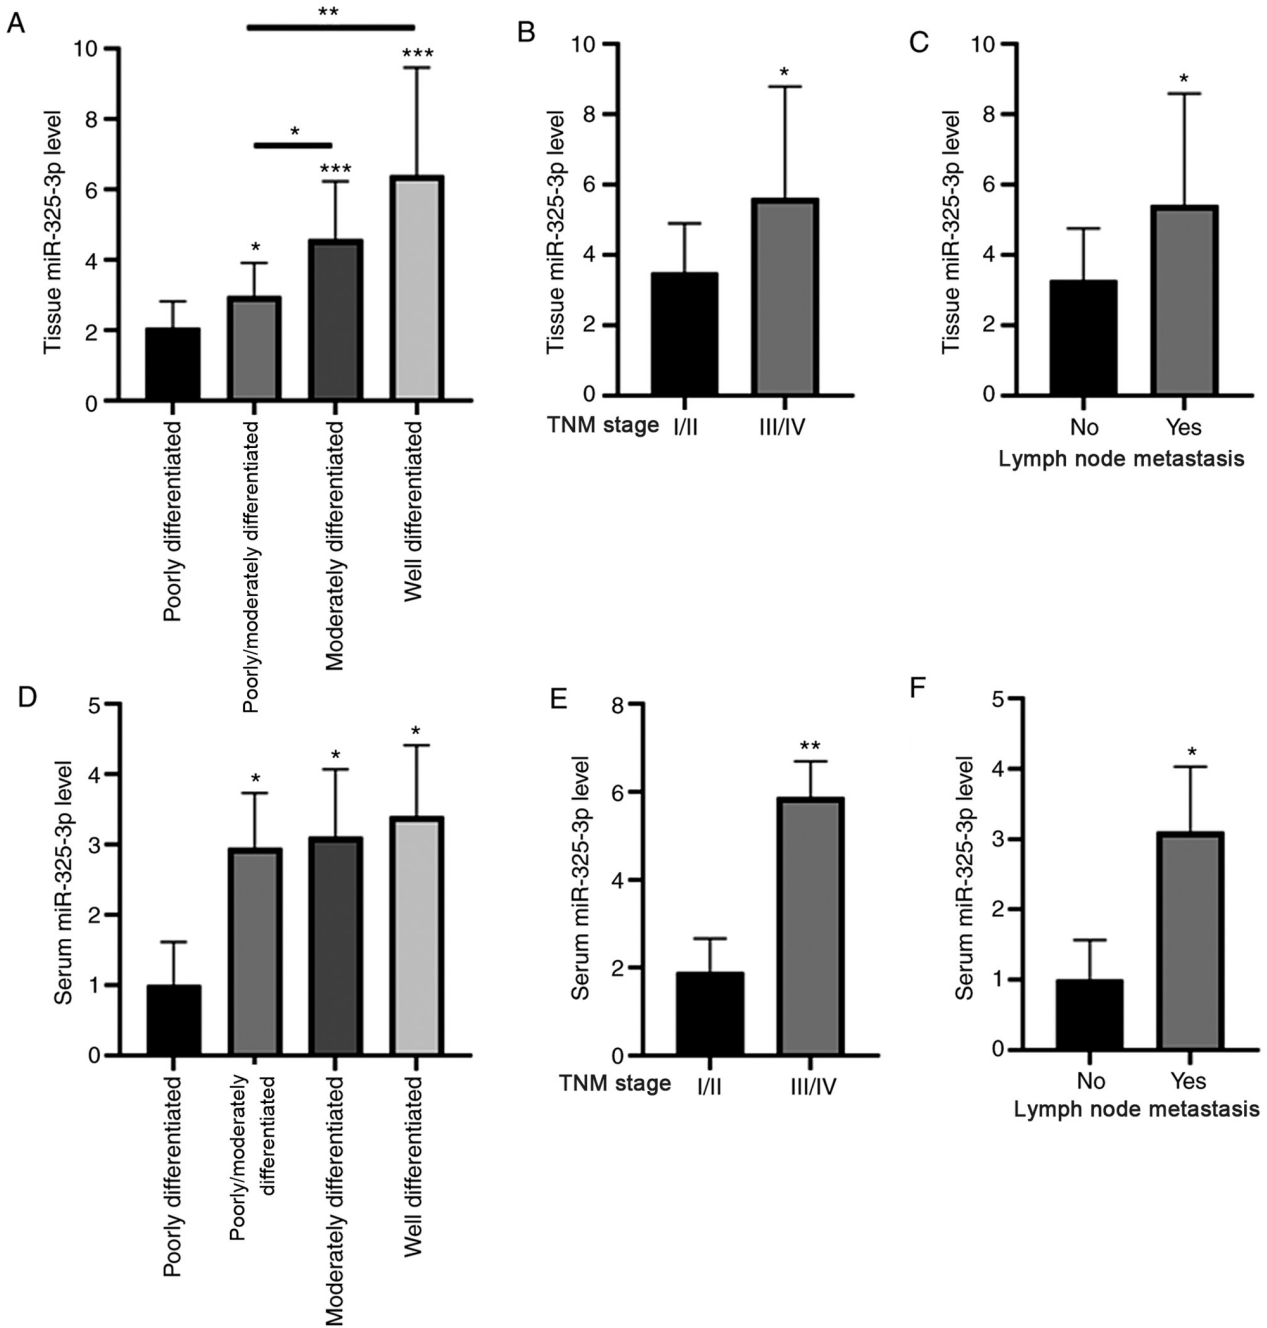 A
**
***
*
***
*
10
8
6
4
2
0
Tissue miR-325-3p level
Poorly differentiated
Poorly/moderately differentiated
Moderately differentiated
Well differentiated
B
*
10
8
6
4
2
0
Tissue miR-325-3p level
TNM stage I/II III/IV
C
*
10
8
6
4
2
0
Tissue miR-325-3p level
No Yes
Lymph node metastasis
D
*
*
*
5
4
3
2
1
0
Serum miR-325-3p level
Poorly differentiated
Poorly/moderately
differentiated
Moderately differentiated
Well differentiated
E
**
8
6
4
2
0
Serum miR-325-3p level
TNM stage I/II III/IV
F
*
5
4
3
2
1
0
Serum miR-325-3p level
No Yes
Lymph node metastasis